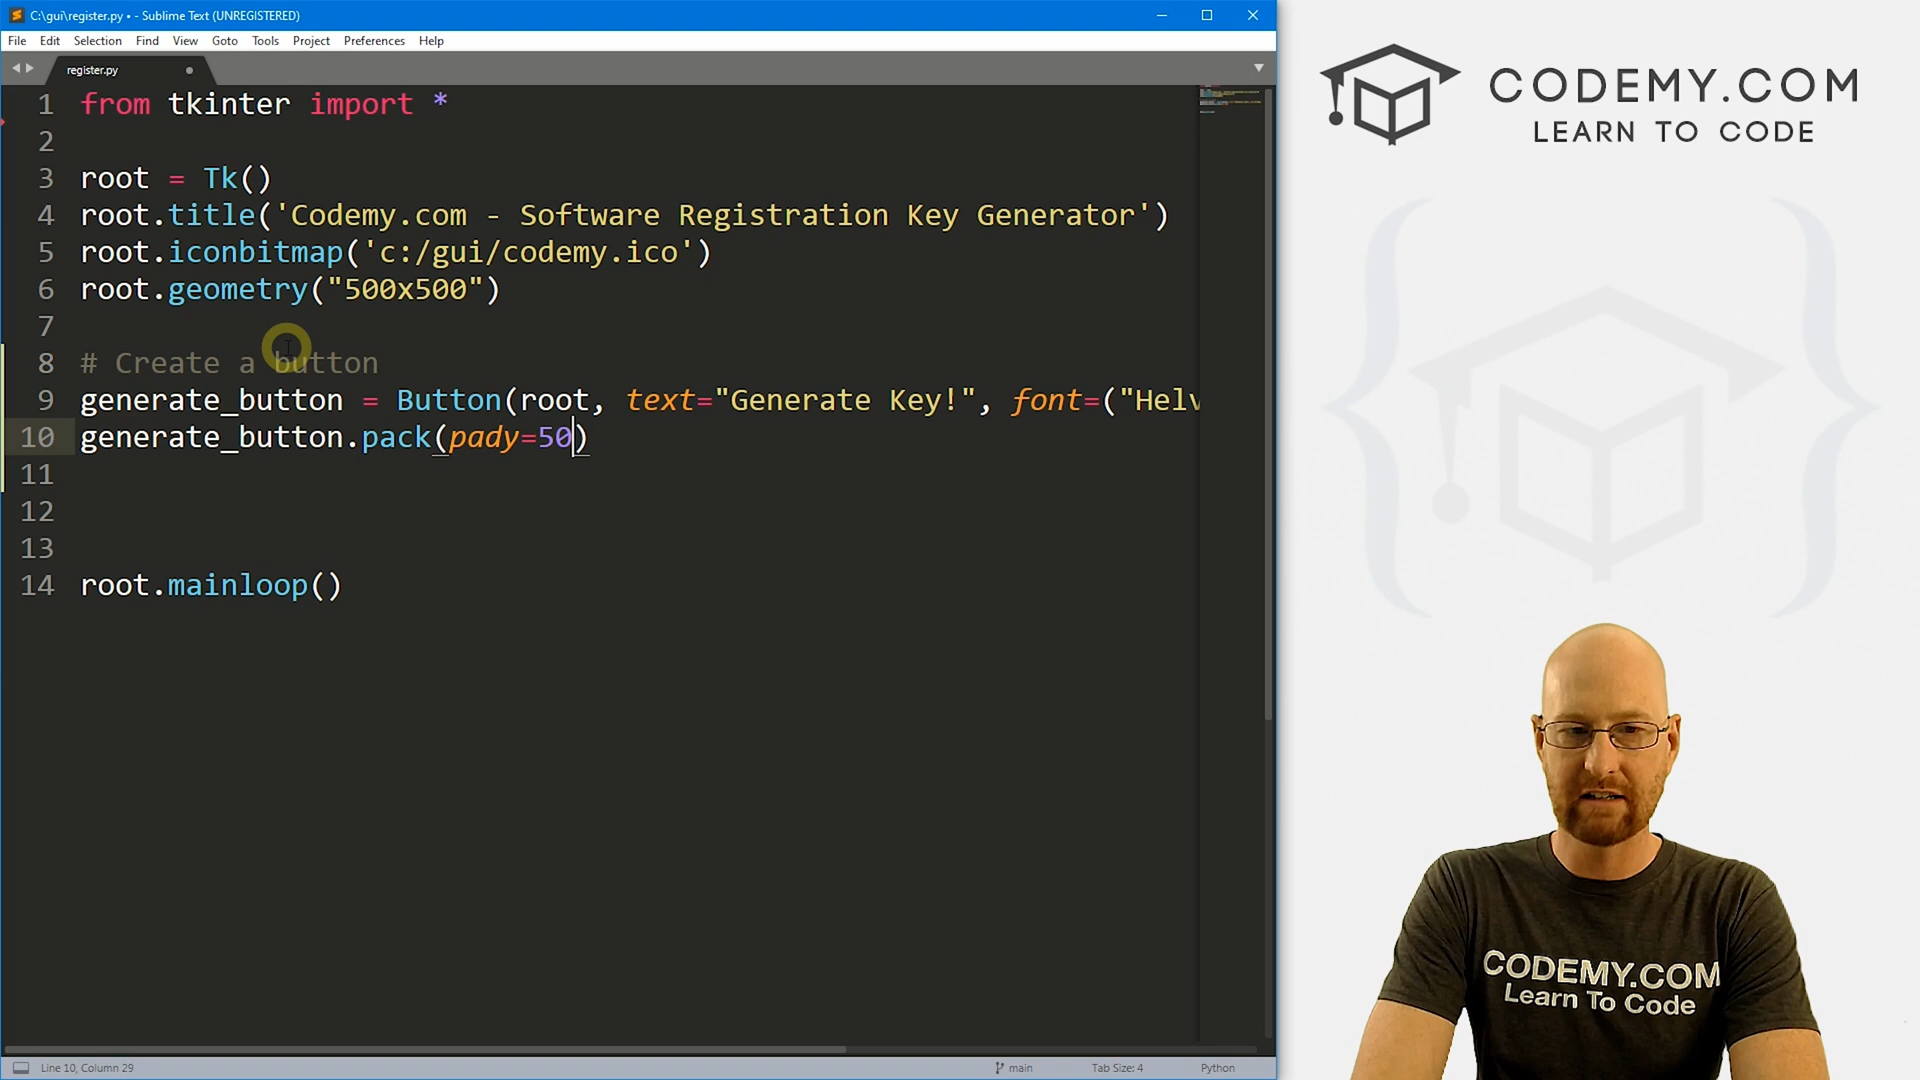 C:\gui\register.py • - Sublime Text (UNREGISTERED)
File Edit Selection Find View Goto Tools Project Preferences Help
register.py
1 from tkinter import *
2
3 root = Tk()
4 root.title('Codemy.com - Software Registration Key Generator')
5 root.iconbitmap('c:/gui/codemy.ico')
6 root.geometry("500x500")
7
8 # Create a button
9 generate_button = Button(root, text="Generate Key!", font=("Helv
10 generate_button.pack(pady=50)
11
12
13
14 root.mainloop()
Line 10, Column 29 main Tab Size: 4 Python
CODEMY.COM
LEARN TO CODE
CODEMY.COM
Learn To Code